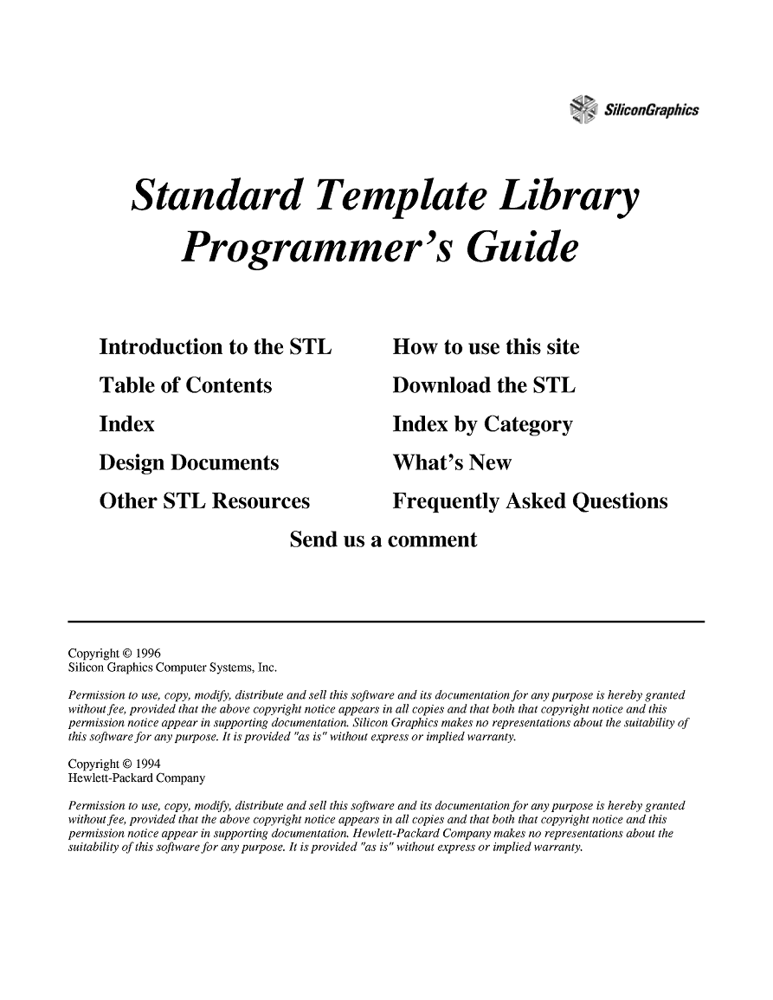 SiliconGraphics
Standard Template Library
Programmer’s Guide
Introduction to the STL
How to use this site
Table of Contents
Download the STL
Index
Index by Category
Design Documents
What’s New
Other STL Resources
Frequently Asked Questions
Send us a comment
Copyright © 1996
Silicon Graphics Computer Systems, Inc.
Permission to use, copy, modify, distribute and sell this software and its documentation for any purpose is hereby granted
without fee, provided that the above copyright notice appears in all copies and that both that copyright notice and this
permission notice appear in supporting documentation. Silicon Graphics makes no representations about the suitability of
this software for any purpose. It is provided "as is" without express or implied warranty.
Copyright © 1994
Hewlett-Packard Company
Permission to use, copy, modify, distribute and sell this software and its documentation for any purpose is hereby granted
without fee, provided that the above copyright notice appears in all copies and that both that copyright notice and this
permission notice appear in supporting documentation. Hewlett-Packard Company makes no representations about the
suitability of this software for any purpose. It is provided "as is" without express or implied warranty.